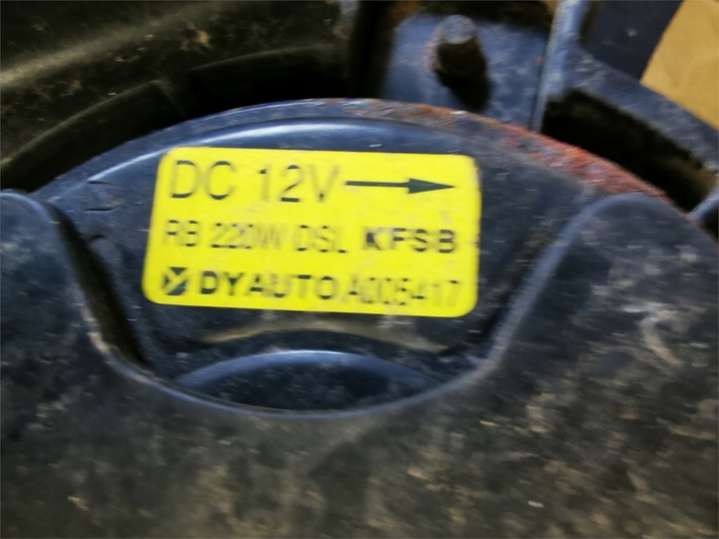 DC 12V →
RB 220W DSL KFSB
DYAUTO A005417